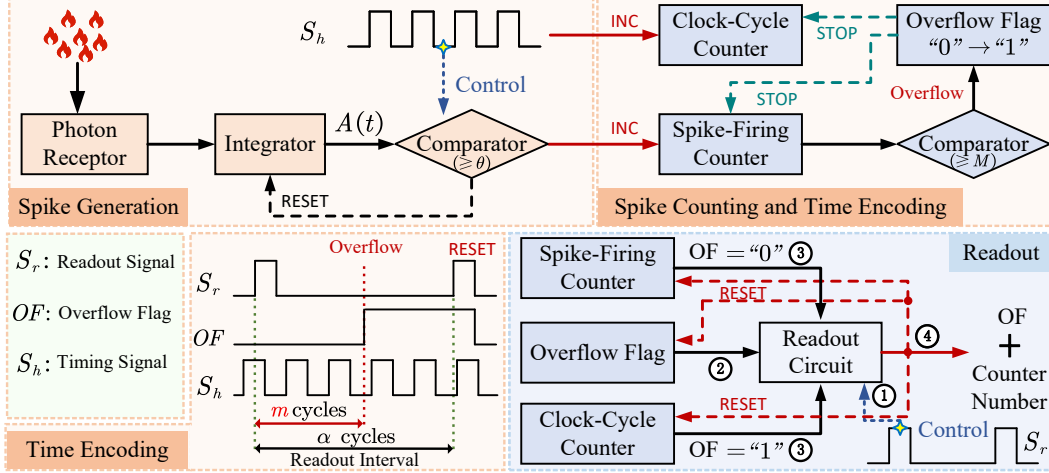 S_h
INC
Clock-Cycle
Counter
STOP
Overflow Flag
“0” → “1”
Control
STOP
Overflow
Photon
Receptor
Integrator
A(t)
Comparator
(≥ θ)
INC
Spike-Firing
Counter
Comparator
(≥ M)
RESET
Spike Generation
Spike Counting and Time Encoding
S_r: Readout Signal
OF: Overflow Flag
S_h: Timing Signal
Time Encoding
Overflow
RESET
S_r
OF
S_h
m cycles
α cycles
Readout Interval
Readout
Spike-Firing
Counter
OF = “0” ③
RESET
Overflow Flag
②
Readout
Circuit
④
OF
+
Counter
Number
①
RESET
Clock-Cycle
Counter
OF = “1” ③
Control
S_r